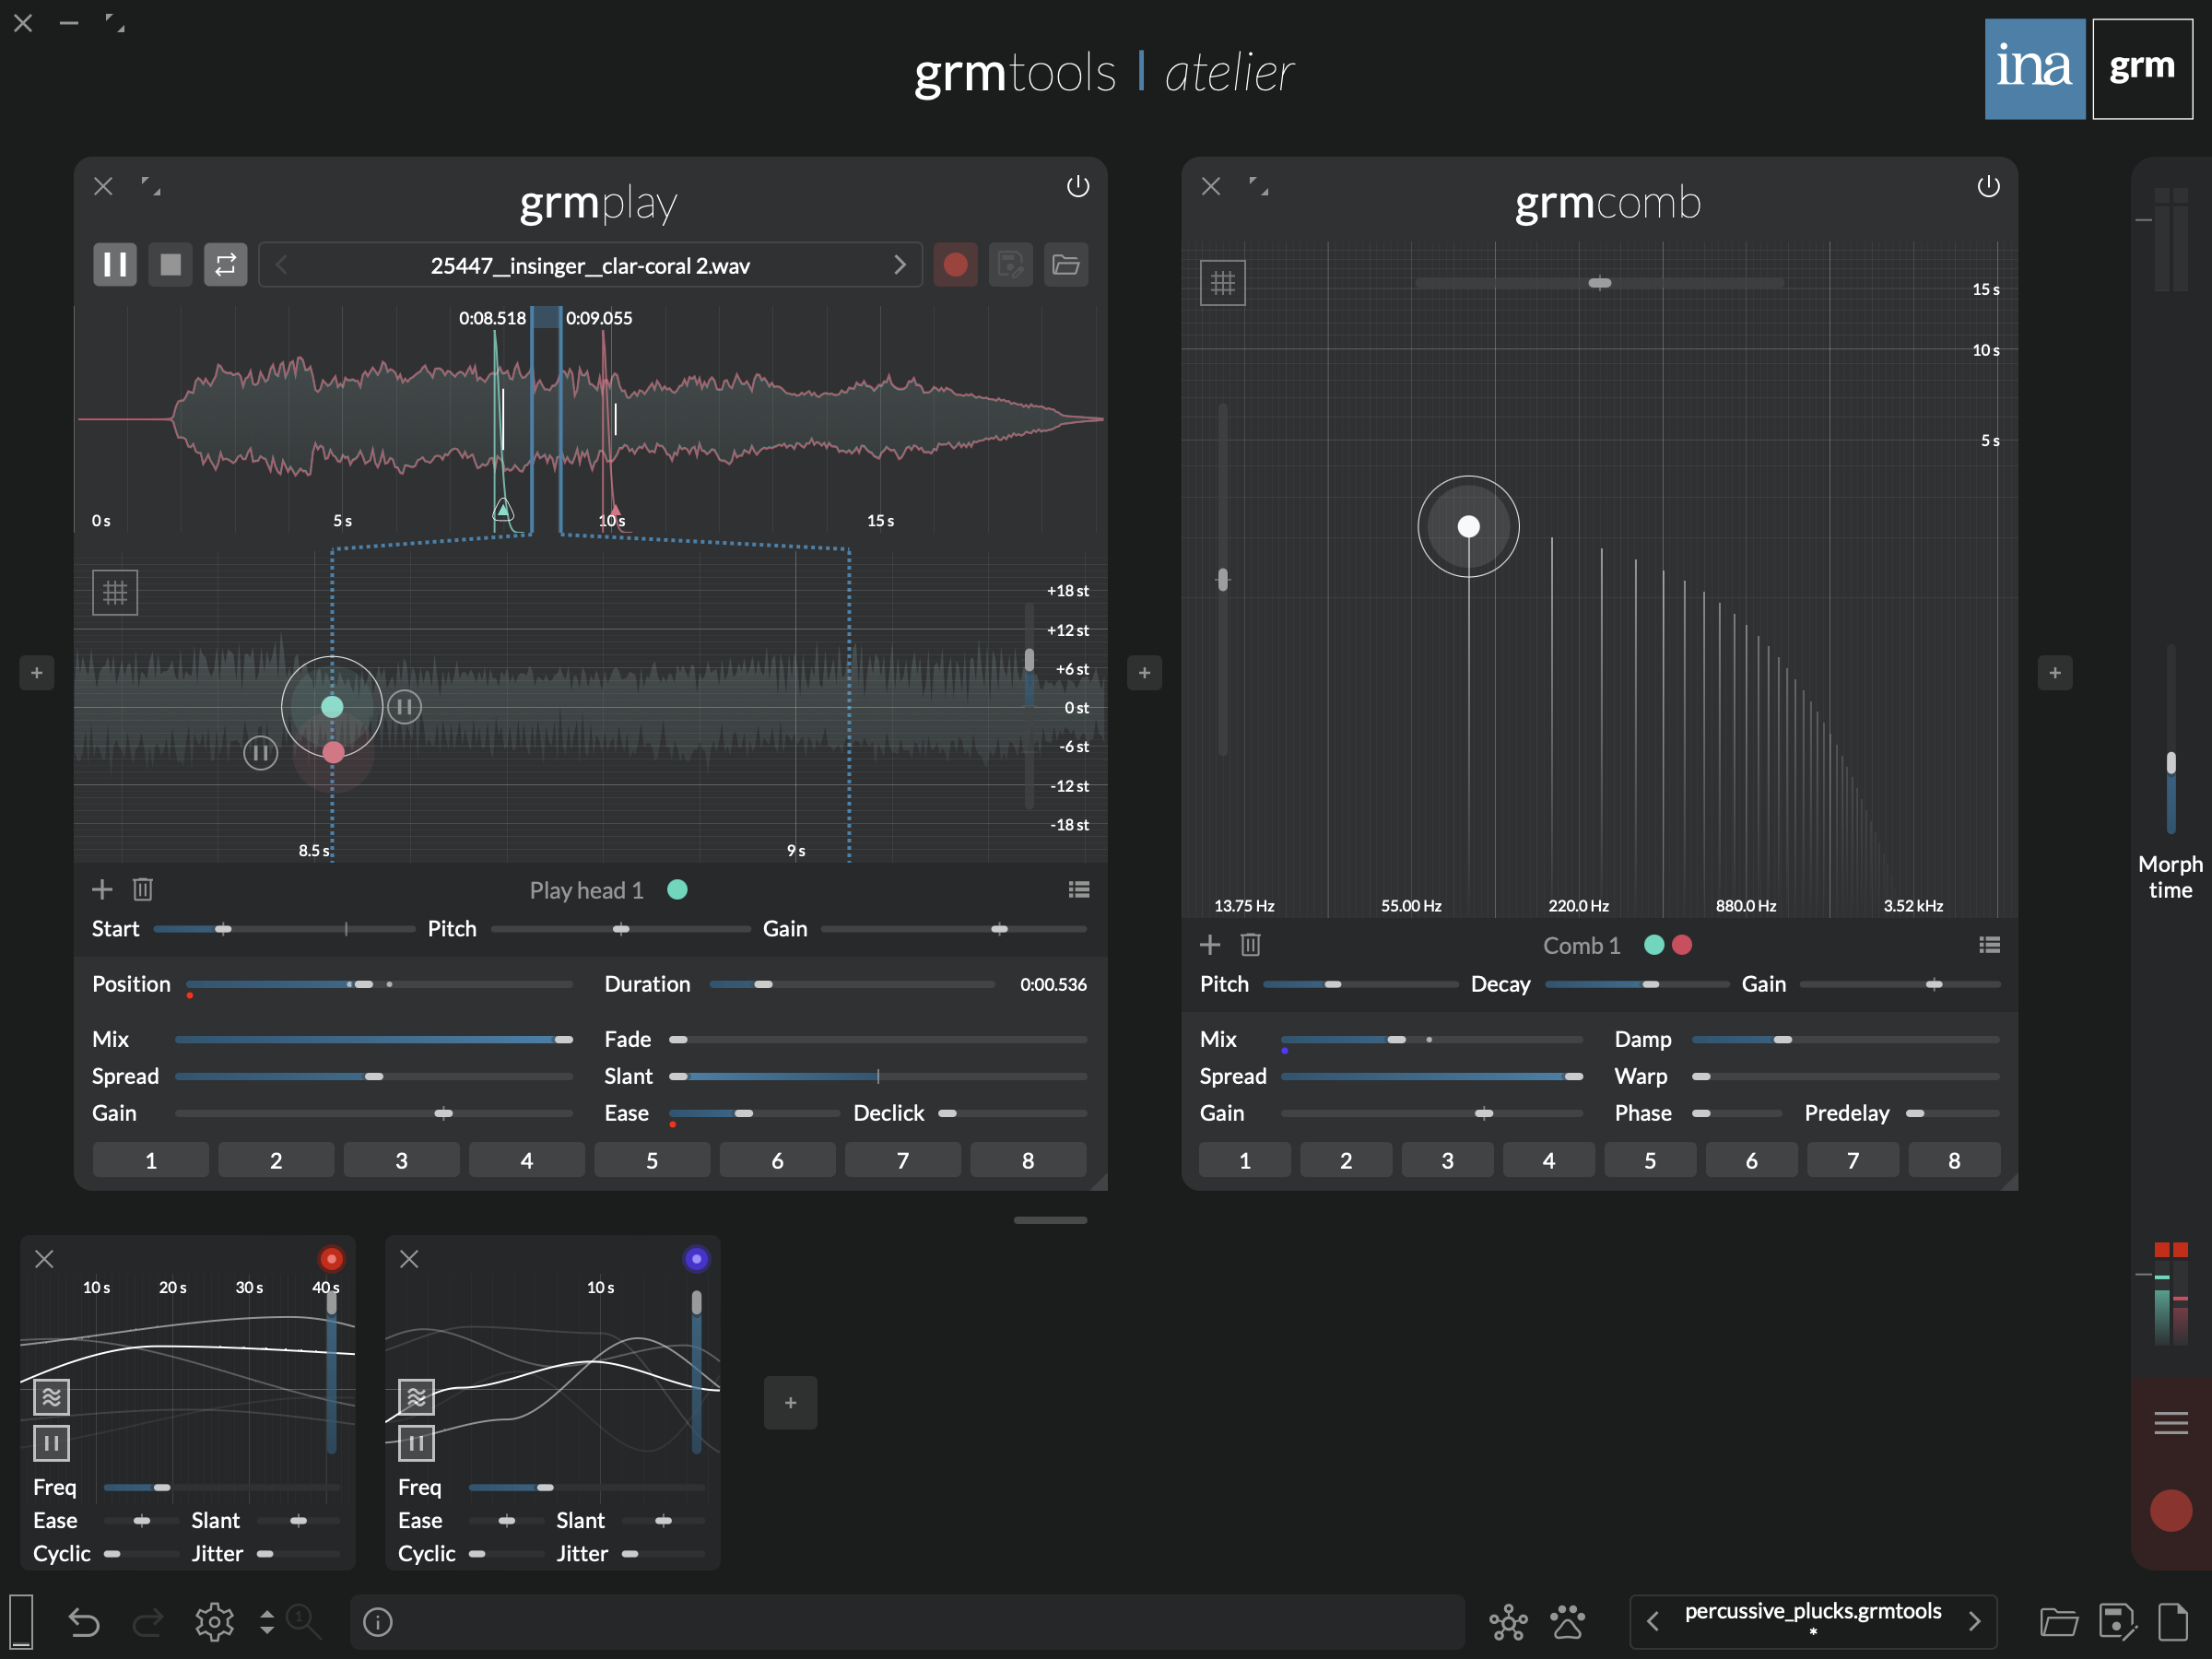 grmtools | atelier
ina
grm
grmplay
25447__insinger__clar-coral 2.wav
0:08.518
0:09.055
0 s
5 s
10 s
15 s
+18 st
+12 st
+6 st
0 st
-6 st
-12 st
-18 st
8.5 s
9 s
Play head 1
Start
Pitch
Gain
Position
Duration
0:00.536
Mix
Fade
Spread
Slant
Gain
Ease
Declick
1 2 3 4 5 6 7 8
grmcomb
15 s
10 s
5 s
13.75 Hz
55.00 Hz
220.0 Hz
880.0 Hz
3.52 kHz
Comb 1
Pitch
Decay
Gain
Mix
Damp
Spread
Warp
Gain
Phase
Predelay
1 2 3 4 5 6 7 8
Morph
time
10 s
20 s
30 s
40 s
Freq
Ease
Slant
Cyclic
Jitter
10 s
Freq
Ease
Slant
Cyclic
Jitter
1
percussive_plucks.grmtools
*